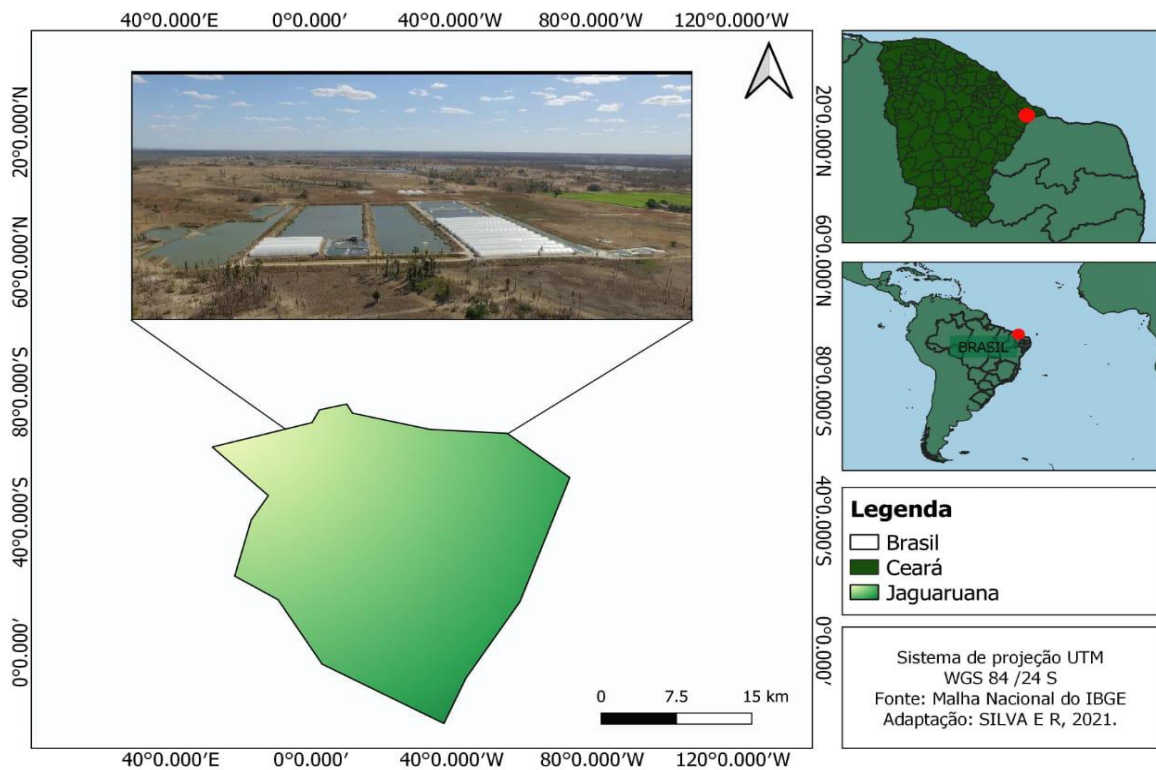 40°0.000'E 0°0.000' 40°0.000'W 80°0.000'W 120°0.000'W
20°0.000'N
60°0.000'N
80°0.000'S
40°0.000'S
0°0.000'
20°0.000'N
60°0.000'N
80°0.000'S
40°0.000'S
0°0.000'
0 7.5 15 km
40°0.000'E 0°0.000' 40°0.000'W 80°0.000'W 120°0.000'W
BRASIL
Legenda
Brasil
Ceará
Jaguaruana
Sistema de projeção UTM
WGS 84 /24 S
Fonte: Malha Nacional do IBGE
Adaptação: SILVA E R, 2021.